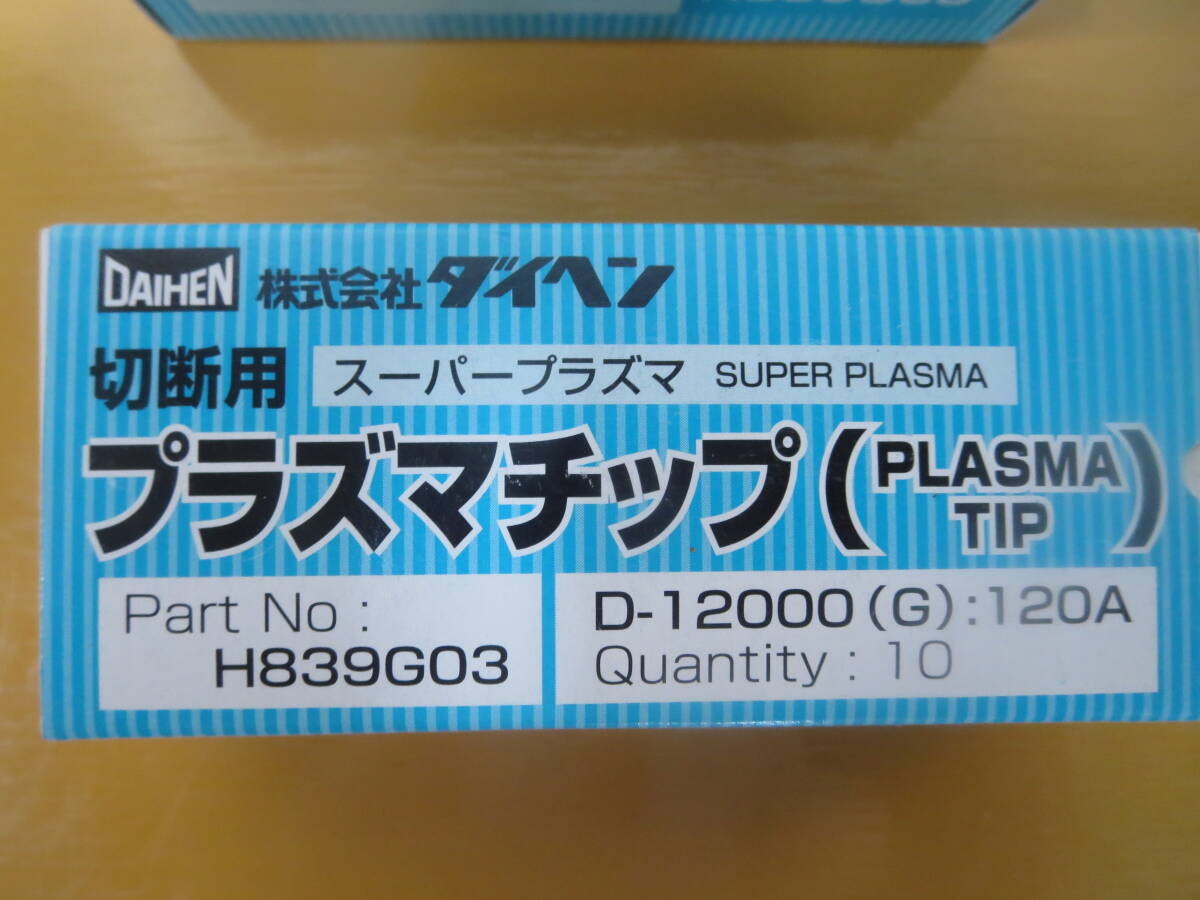 DAIHEN 株式会社ダイヘン
切断用 スーパープラズマ SUPER PLASMA
プラズマチップ (PLASMA TIP)
Part No :
H839G03
D-12000 (G) : 120A
Quantity : 10